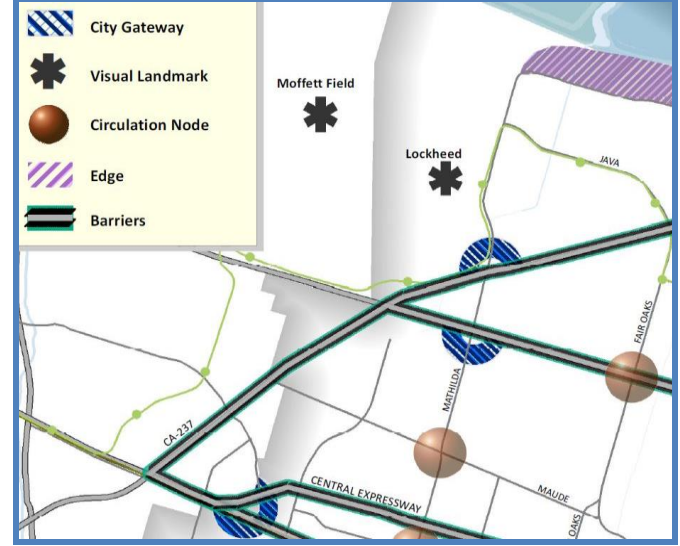 City Gateway
Visual Landmark
Circulation Node
Edge
Barriers
Moffett Field
Lockheed
JAVA
FAIR OAKS
MATHILDA
CA-237
CENTRAL EXPRESSWAY
MAUDE
OAKS